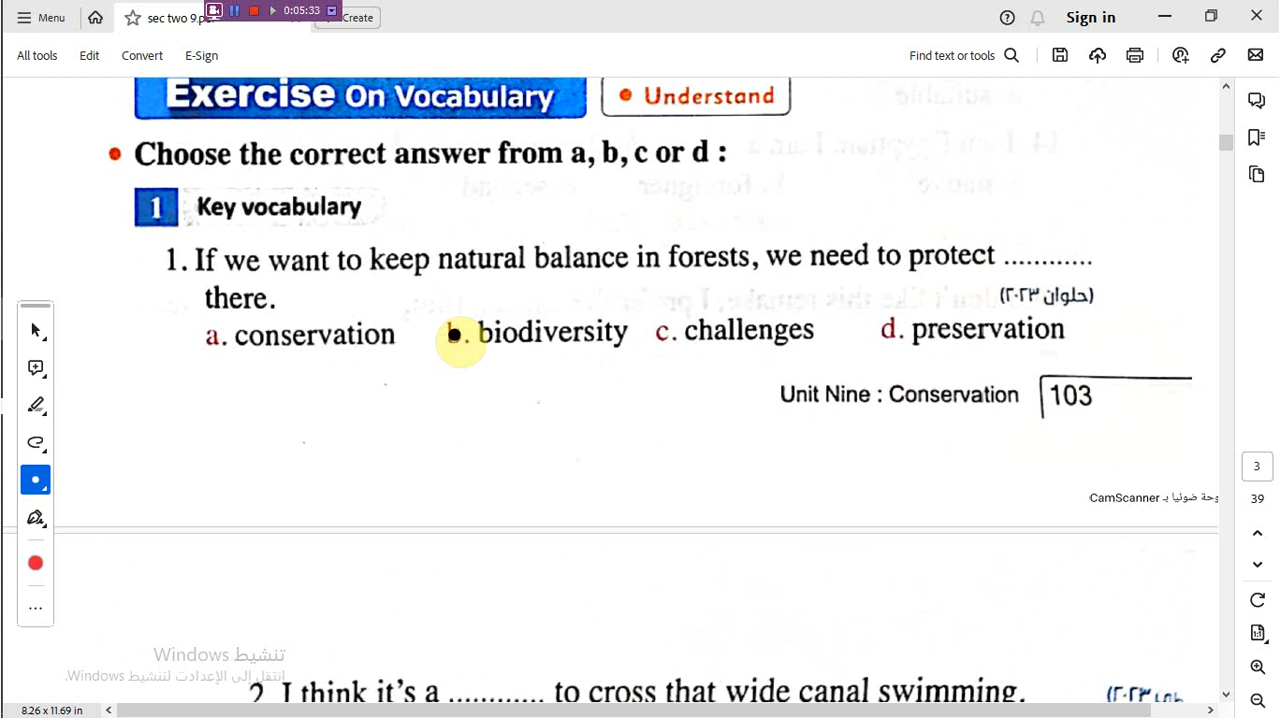 Menu
sec two 9.p
0:05:33
Create
Sign in
All tools
Edit
Convert
E-Sign
Find text or tools
Exercise On Vocabulary
Understand
Choose the correct answer from a, b, c or d :
1 Key vocabulary
1. If we want to keep natural balance in forests, we need to protect ............
there. (حلوان ٢٠٢٣)
a. conservation b. biodiversity c. challenges d. preservation
Unit Nine : Conservation 103
3
39
وحة ضوئيا بـ CamScanner
تنشيط Windows
انتقل إلى الإعدادات لتنشيط Windows.
2. I think it's a ............ to cross that wide canal swimming.
8.26 x 11.69 in